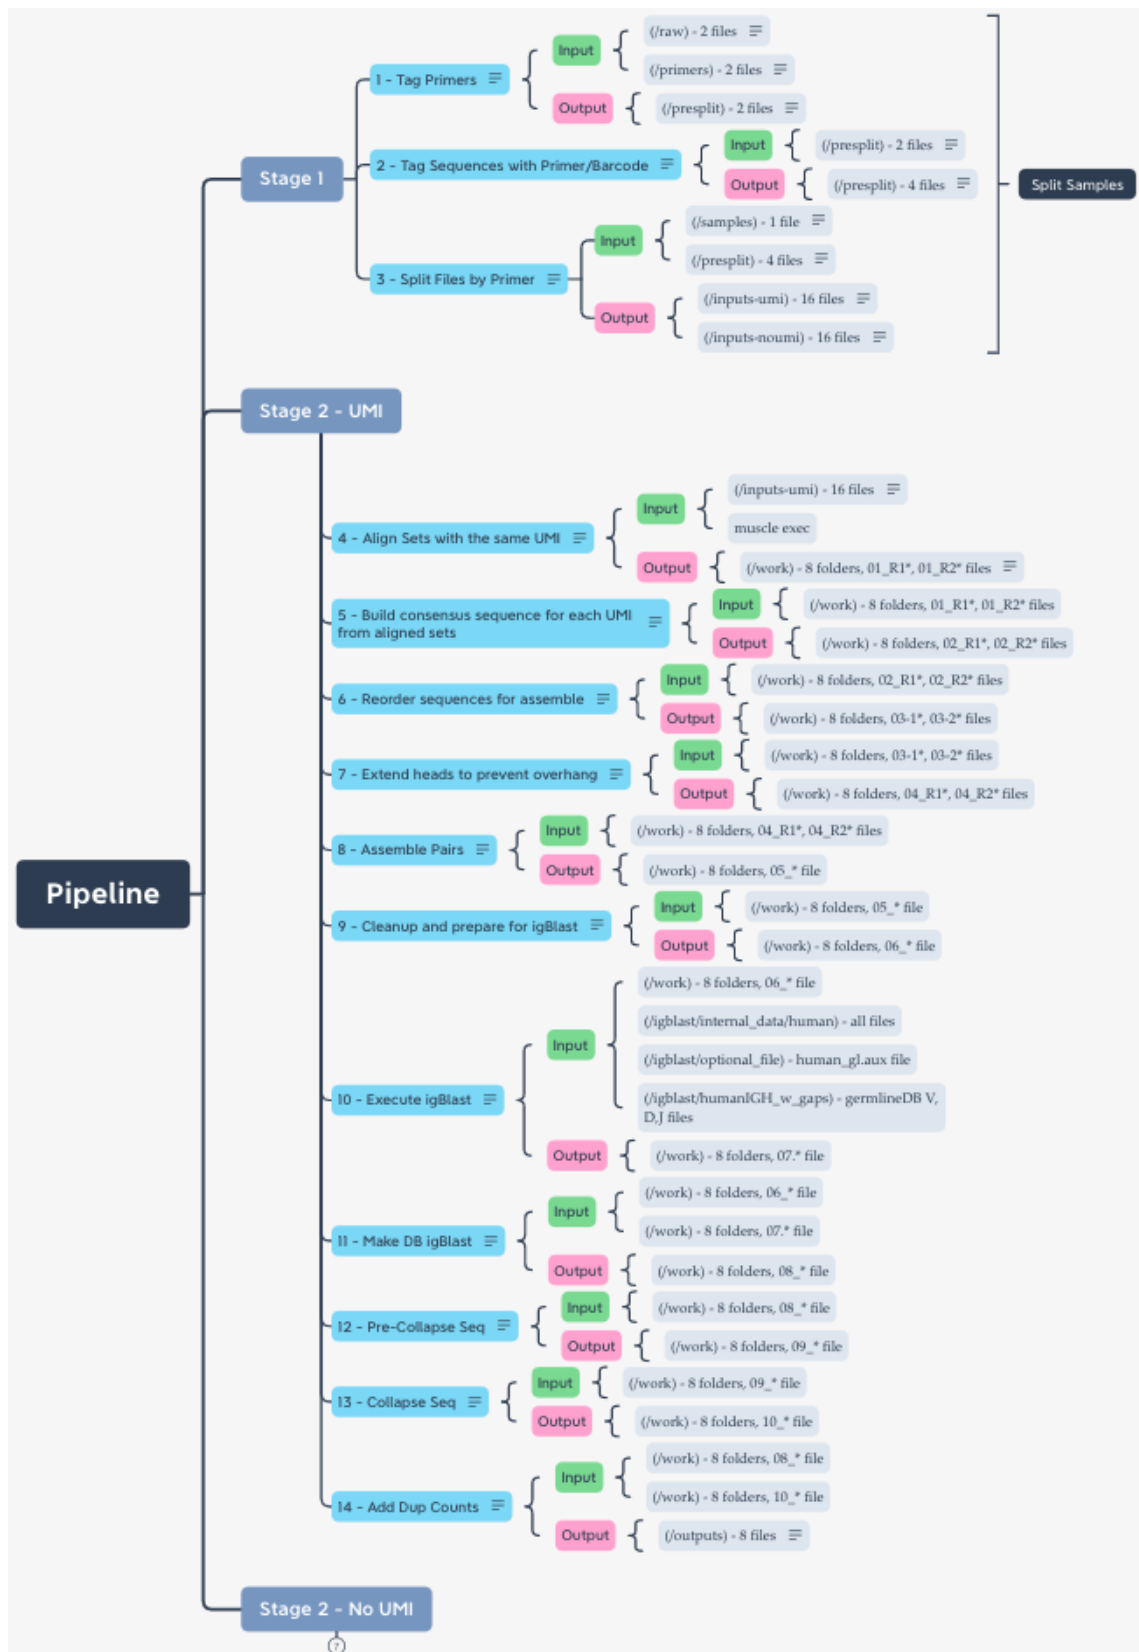 Pipeline
Stage 1
1 - Tag Primers
Input
(/raw) - 2 files
(/primers) - 2 files
Output
(/presplit) - 2 files
2 - Tag Sequences with Primer/Barcode
Input
(/presplit) - 2 files
Output
(/presplit) - 4 files
3 - Split Files by Primer
Input
(/samples) - 1 file
(/presplit) - 4 files
Output
(/inputs-umi) - 16 files
(/inputs-noumi) - 16 files
Split Samples
Stage 2 - UMI
4 - Align Sets with the same UMI
Input
(/inputs-umi) - 16 files
muscle exec
Output
(/work) - 8 folders, 01_R1*, 01_R2* files
5 - Build consensus sequence for each UMI
from aligned sets
Input
(/work) - 8 folders, 01_R1*, 01_R2* files
Output
(/work) - 8 folders, 02_R1*, 02_R2* files
6 - Reorder sequences for assemble
Input
(/work) - 8 folders, 02_R1*, 02_R2* files
Output
(/work) - 8 folders, 03-1*, 03-2* files
7 - Extend heads to prevent overhang
Input
(/work) - 8 folders, 03-1*, 03-2* files
Output
(/work) - 8 folders, 04_R1*, 04_R2* files
8 - Assemble Pairs
Input
(/work) - 8 folders, 04_R1*, 04_R2* files
Output
(/work) - 8 folders, 05_* file
9 - Cleanup and prepare for igBlast
Input
(/work) - 8 folders, 05_* file
Output
(/work) - 8 folders, 06_* file
10 - Execute igBlast
Input
(/work) - 8 folders, 06_* file
(/igblast/internal_data/human) - all files
(/igblast/optional_file) - human_gl.aux file
(/igblast/humanIGH_w_gaps) - germlineDB V,
D,J files
Output
(/work) - 8 folders, 07.* file
11 - Make DB igBlast
Input
(/work) - 8 folders, 06_* file
(/work) - 8 folders, 07.* file
Output
(/work) - 8 folders, 08_* file
12 - Pre-Collapse Seq
Input
(/work) - 8 folders, 08_* file
Output
(/work) - 8 folders, 09_* file
13 - Collapse Seq
Input
(/work) - 8 folders, 09_* file
Output
(/work) - 8 folders, 10_* file
14 - Add Dup Counts
Input
(/work) - 8 folders, 08_* file
(/work) - 8 folders, 10_* file
Output
(/outputs) - 8 files
Stage 2 - No UMI